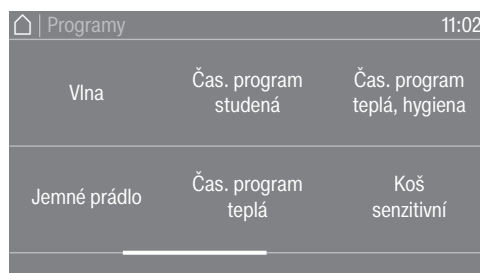 | Programy 11:02
Vlna
Čas. program
studená
Čas. program
teplá, hygiena
Jemné prádlo
Čas. program
teplá
Koš
senzitivní